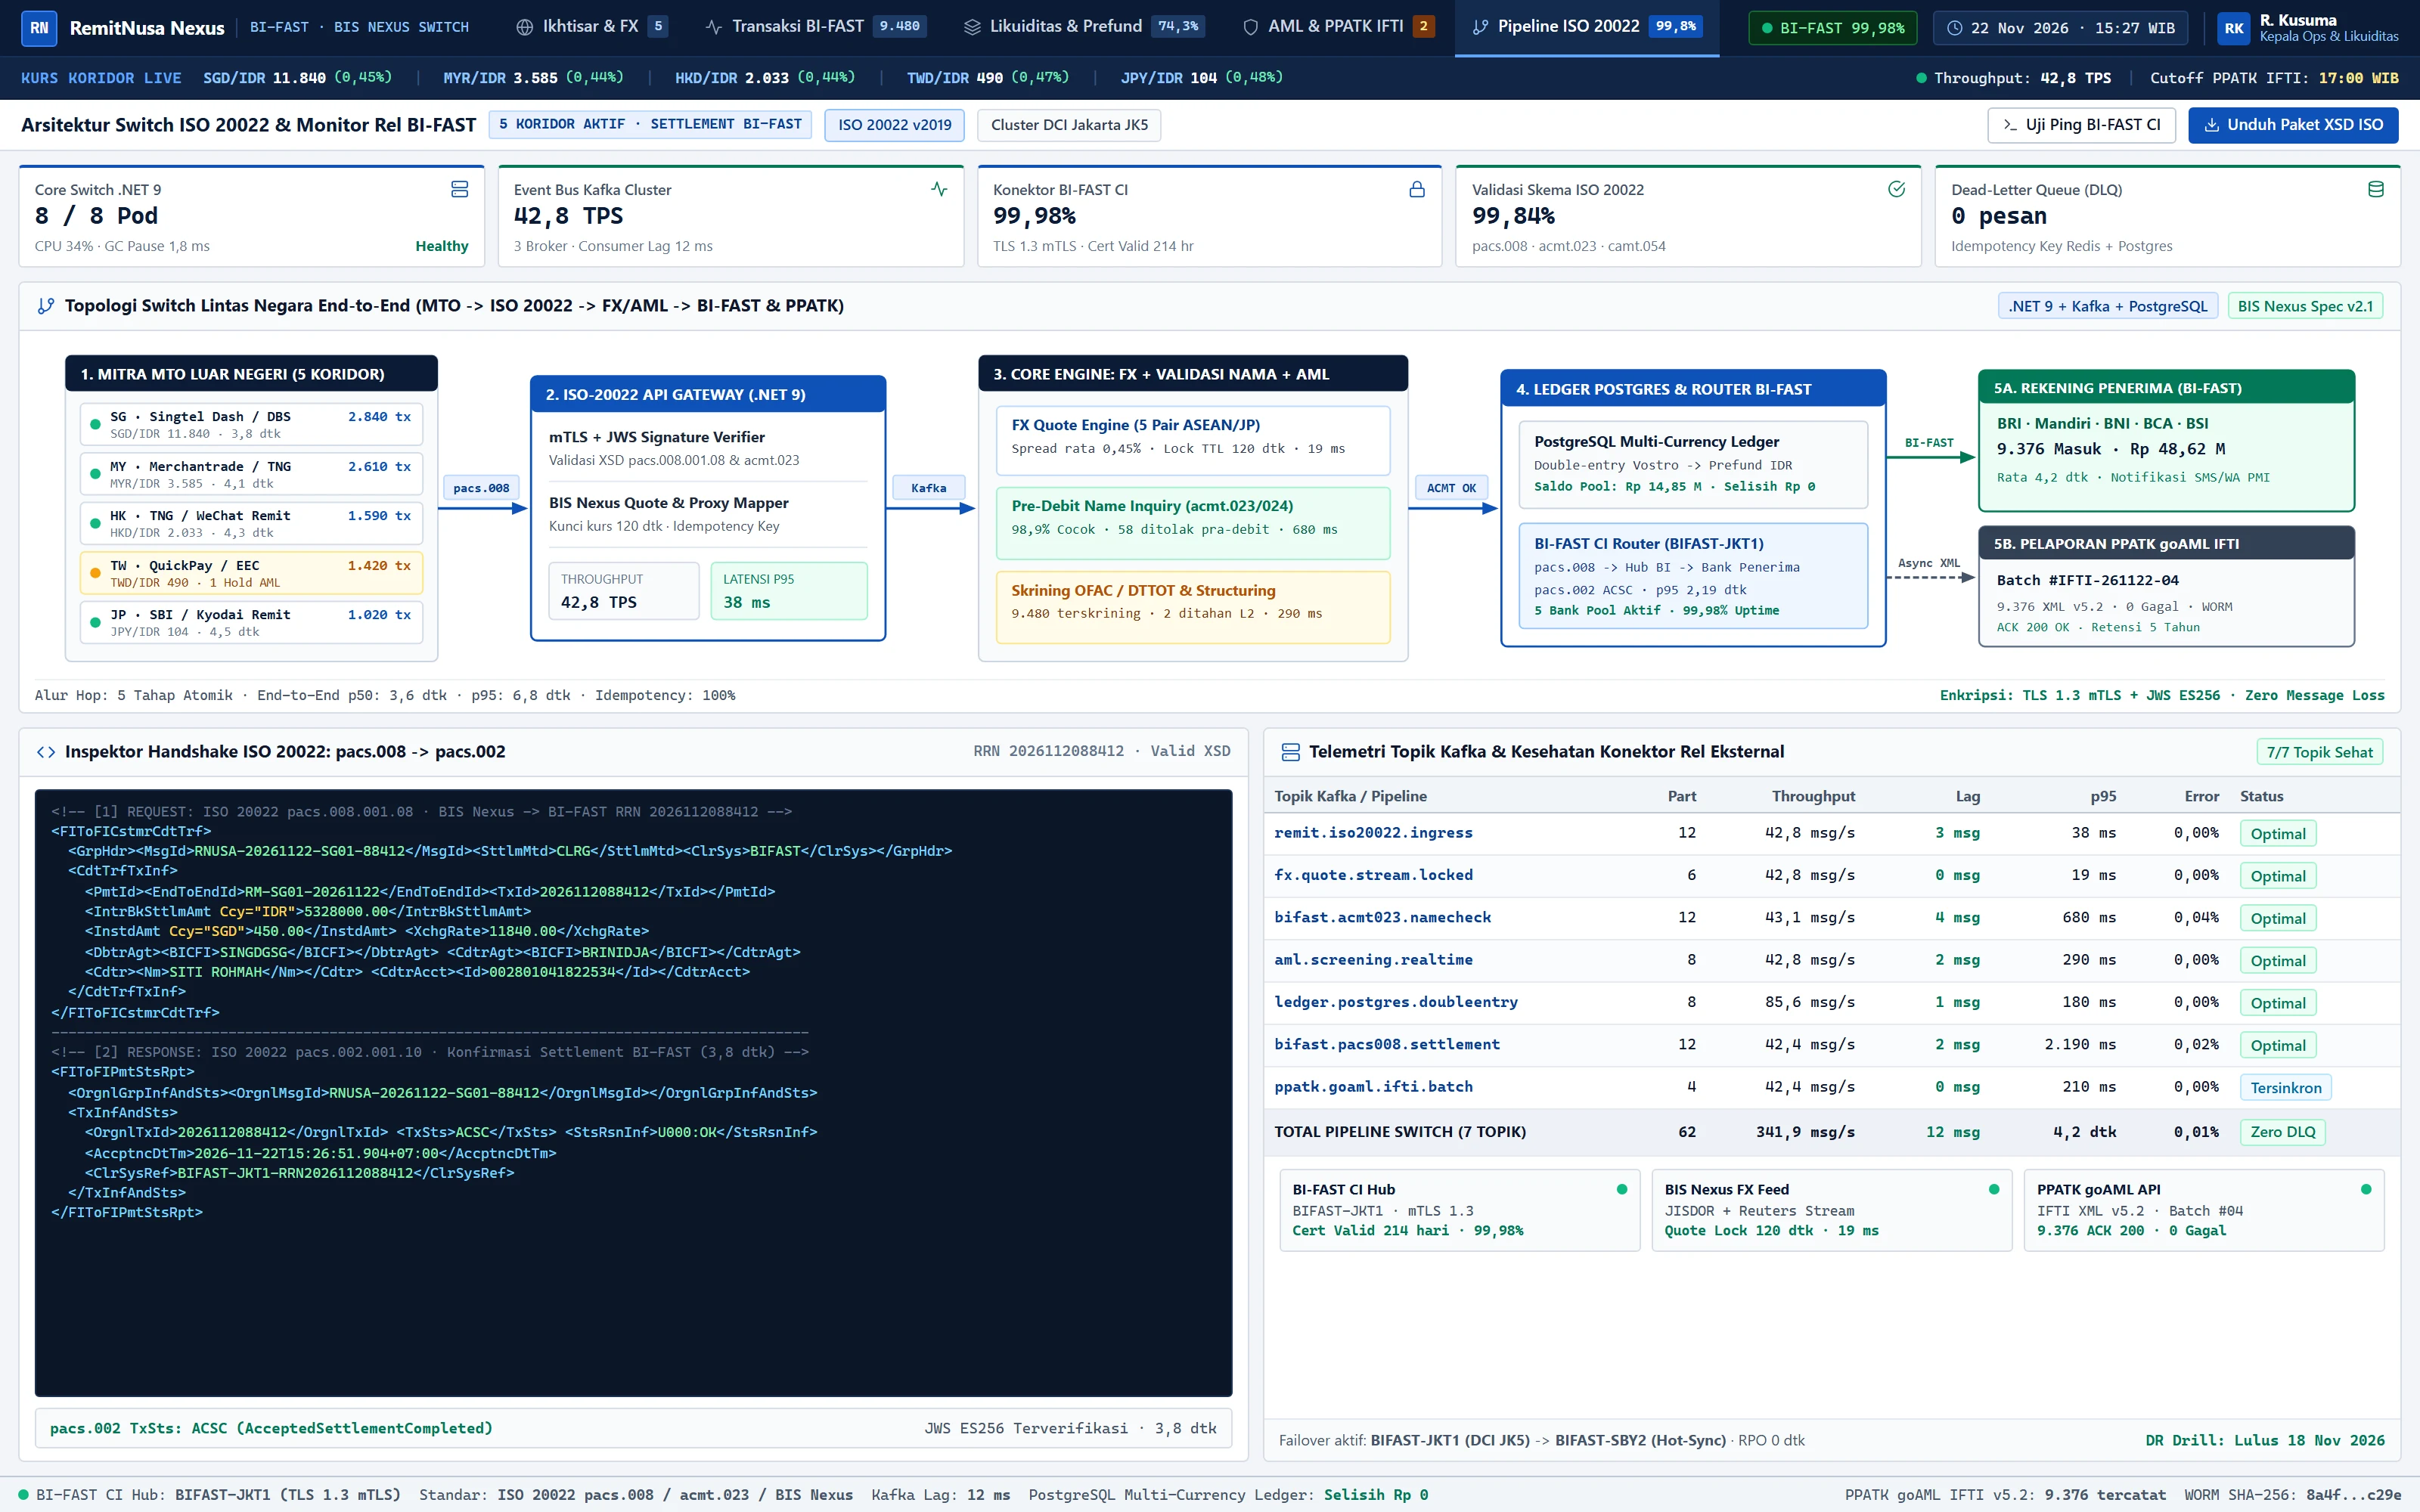 RN RemitNusa Nexus BI-FAST · BIS NEXUS SWITCH Ikhtisar & FX 5 Transaksi BI-FAST 9.480 Likuiditas & Prefund 74,3% AML & PPATK IFTI 2 Pipeline ISO 20022 99,8% BI-FAST 99,98% 22 Nov 2026 · 15:27 WIB RK R. Kusuma
Kepala Ops & Likuiditas
KURS KORIDOR LIVE SGD/IDR 11.840 (0,45%) | MYR/IDR 3.585 (0,44%) | HKD/IDR 2.033 (0,44%) | TWD/IDR 490 (0,47%) | JPY/IDR 104 (0,48%) Throughput: 42,8 TPS | Cutoff PPATK IFTI: 17:00 WIB
Arsitektur Switch ISO 20022 & Monitor Rel BI-FAST 5 KORIDOR AKTIF · SETTLEMENT BI-FAST ISO 20022 v2019 Cluster DCI Jakarta JK5 Uji Ping BI-FAST CI Unduh Paket XSD ISO
Core Switch .NET 9
8 / 8 Pod
CPU 34% · GC Pause 1,8 ms Healthy
Event Bus Kafka Cluster
42,8 TPS
3 Broker · Consumer Lag 12 ms
Konektor BI-FAST CI
99,98%
TLS 1.3 mTLS · Cert Valid 214 hr
Validasi Skema ISO 20022
99,84%
pacs.008 · acmt.023 · camt.054
Dead-Letter Queue (DLQ)
0 pesan
Idempotency Key Redis + Postgres
Topologi Switch Lintas Negara End-to-End (MTO -> ISO 20022 -> FX/AML -> BI-FAST & PPATK) .NET 9 + Kafka + PostgreSQL BIS Nexus Spec v2.1
1. MITRA MTO LUAR NEGERI (5 KORIDOR)
SG · Singtel Dash / DBS 2.840 tx
SGD/IDR 11.840 · 3,8 dtk
MY · Merchantrade / TNG 2.610 tx
MYR/IDR 3.585 · 4,1 dtk
HK · TNG / WeChat Remit 1.590 tx
HKD/IDR 2.033 · 4,3 dtk
TW · QuickPay / EEC 1.420 tx
TWD/IDR 490 · 1 Hold AML
JP · SBI / Kyodai Remit 1.020 tx
JPY/IDR 104 · 4,5 dtk
pacs.008
2. ISO-20022 API GATEWAY (.NET 9)
mTLS + JWS Signature Verifier
Validasi XSD pacs.008.001.08 & acmt.023
BIS Nexus Quote & Proxy Mapper
Kunci kurs 120 dtk · Idempotency Key
THROUGHPUT
42,8 TPS
LATENSI P95
38 ms
Kafka
3. CORE ENGINE: FX + VALIDASI NAMA + AML
FX Quote Engine (5 Pair ASEAN/JP)
Spread rata 0,45% · Lock TTL 120 dtk · 19 ms
Pre-Debit Name Inquiry (acmt.023/024)
98,9% Cocok · 58 ditolak pra-debit · 680 ms
Skrining OFAC / DTTOT & Structuring
9.480 terskrining · 2 ditahan L2 · 290 ms
ACMT OK
4. LEDGER POSTGRES & ROUTER BI-FAST
PostgreSQL Multi-Currency Ledger
Double-entry Vostro -> Prefund IDR
Saldo Pool: Rp 14,85 M · Selisih Rp 0
BI-FAST CI Router (BIFAST-JKT1)
pacs.008 -> Hub BI -> Bank Penerima
pacs.002 ACSC · p95 2,19 dtk
5 Bank Pool Aktif · 99,98% Uptime
BI-FAST
Async XML
5A. REKENING PENERIMA (BI-FAST)
BRI · Mandiri · BNI · BCA · BSI
9.376 Masuk · Rp 48,62 M
Rata 4,2 dtk · Notifikasi SMS/WA PMI
5B. PELAPORAN PPATK goAML IFTI
Batch #IFTI-261122-04
9.376 XML v5.2 · 0 Gagal · WORM
ACK 200 OK · Retensi 5 Tahun
Alur Hop: 5 Tahap Atomik · End-to-End p50: 3,6 dtk · p95: 6,8 dtk · Idempotency: 100% Enkripsi: TLS 1.3 mTLS + JWS ES256 · Zero Message Loss
Inspektor Handshake ISO 20022: pacs.008 -> pacs.002 RRN 2026112088412 · Valid XSD
<!-- [1] REQUEST: ISO 20022 pacs.008.001.08 · BIS Nexus -> BI-FAST RRN 2026112088412 -->
<FIToFICstmrCdtTrf>
<GrpHdr><MsgId>RNUSA-20261122-SG01-88412</MsgId><SttlmMtd>CLRG</SttlmMtd><ClrSys>BIFAST</ClrSys></GrpHdr>
<CdtTrfTxInf>
<PmtId><EndToEndId>RM-SG01-20261122</EndToEndId><TxId>2026112088412</TxId></PmtId>
<IntrBkSttlmAmt Ccy="IDR">5328000.00</IntrBkSttlmAmt>
<InstdAmt Ccy="SGD">450.00</InstdAmt> <XchgRate>11840.00</XchgRate>
<DbtrAgt><BICFI>SINGDGSG</BICFI></DbtrAgt> <CdtrAgt><BICFI>BRINIDJA</BICFI></CdtrAgt>
<Cdtr><Nm>SITI ROHMAH</Nm></Cdtr> <CdtrAcct><Id>002801041822534</Id></CdtrAcct>
</CdtTrfTxInf>
</FIToFICstmrCdtTrf>
------------------------------------------------------------------------------------------
<!-- [2] RESPONSE: ISO 20022 pacs.002.001.10 · Konfirmasi Settlement BI-FAST (3,8 dtk) -->
<FIToFIPmtStsRpt>
<OrgnlGrpInfAndSts><OrgnlMsgId>RNUSA-20261122-SG01-88412</OrgnlMsgId></OrgnlGrpInfAndSts>
<TxInfAndSts>
<OrgnlTxId>2026112088412</OrgnlTxId> <TxSts>ACSC</TxSts> <StsRsnInf>U000:OK</StsRsnInf>
<AccptncDtTm>2026-11-22T15:26:51.904+07:00</AccptncDtTm>
<ClrSysRef>BIFAST-JKT1-RRN2026112088412</ClrSysRef>
</TxInfAndSts>
</FIToFIPmtStsRpt>
pacs.002 TxSts: ACSC (AcceptedSettlementCompleted) JWS ES256 Terverifikasi · 3,8 dtk
Telemetri Topik Kafka & Kesehatan Konektor Rel Eksternal 7/7 Topik Sehat
Topik Kafka / Pipeline Part Throughput Lag p95 Error Status
remit.iso20022.ingress 12 42,8 msg/s 3 msg 38 ms 0,00% Optimal
fx.quote.stream.locked 6 42,8 msg/s 0 msg 19 ms 0,00% Optimal
bifast.acmt023.namecheck 12 43,1 msg/s 4 msg 680 ms 0,04% Optimal
aml.screening.realtime 8 42,8 msg/s 2 msg 290 ms 0,00% Optimal
ledger.postgres.doubleentry 8 85,6 msg/s 1 msg 180 ms 0,00% Optimal
bifast.pacs008.settlement 12 42,4 msg/s 2 msg 2.190 ms 0,02% Optimal
ppatk.goaml.ifti.batch 4 42,4 msg/s 0 msg 210 ms 0,00% Tersinkron
TOTAL PIPELINE SWITCH (7 TOPIK) 62 341,9 msg/s 12 msg 4,2 dtk 0,01% Zero DLQ
BI-FAST CI Hub
BIFAST-JKT1 · mTLS 1.3
Cert Valid 214 hari · 99,98%
BIS Nexus FX Feed
JISDOR + Reuters Stream
Quote Lock 120 dtk · 19 ms
PPATK goAML API
IFTI XML v5.2 · Batch #04
9.376 ACK 200 · 0 Gagal
Failover aktif: BIFAST-JKT1 (DCI JK5) -> BIFAST-SBY2 (Hot-Sync) · RPO 0 dtk DR Drill: Lulus 18 Nov 2026
BI-FAST CI Hub: BIFAST-JKT1 (TLS 1.3 mTLS) Standar: ISO 20022 pacs.008 / acmt.023 / BIS Nexus Kafka Lag: 12 ms PostgreSQL Multi-Currency Ledger: Selisih Rp 0 PPATK goAML IFTI v5.2: 9.376 tercatat WORM SHA-256: 8a4f...c29e